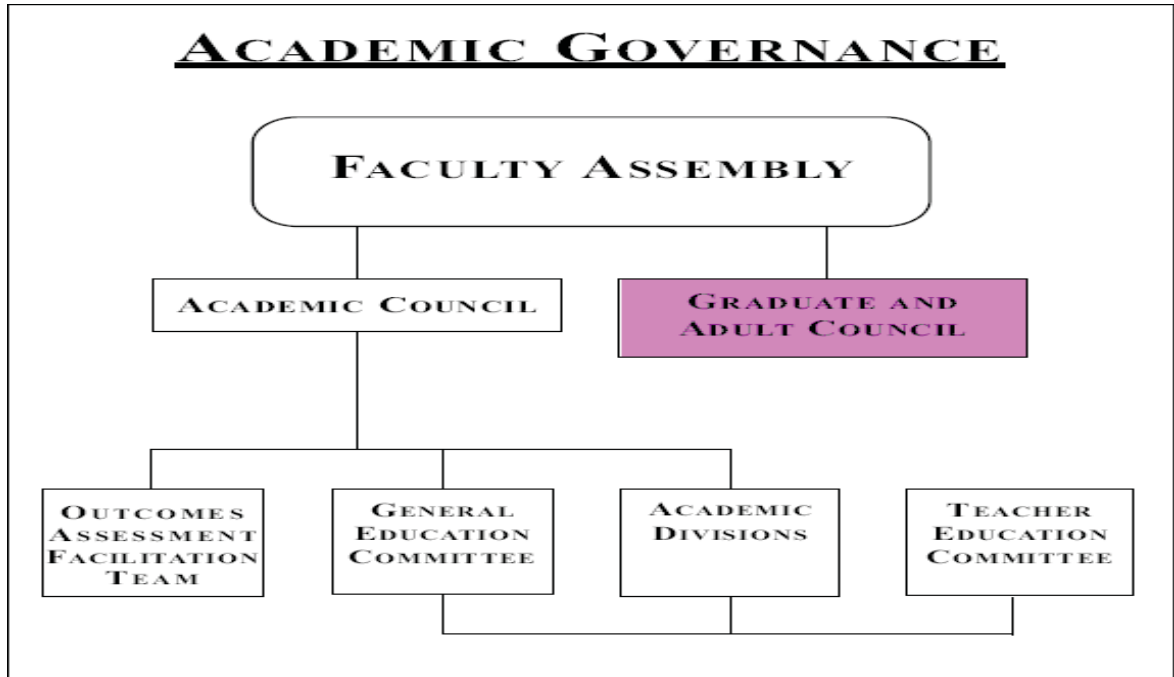 ACADEMIC GOVERNANCE
FACULTY ASSEMBLY
ACADEMIC COUNCIL
GRADUATE AND
ADULT COUNCIL
OUTCOMES
ASSESSMENT
FACILITATION
TEAM
GENERAL
EDUCATION
COMMITTEE
ACADEMIC
DIVISIONS
TEACHER
EDUCATION
COMMITTEE